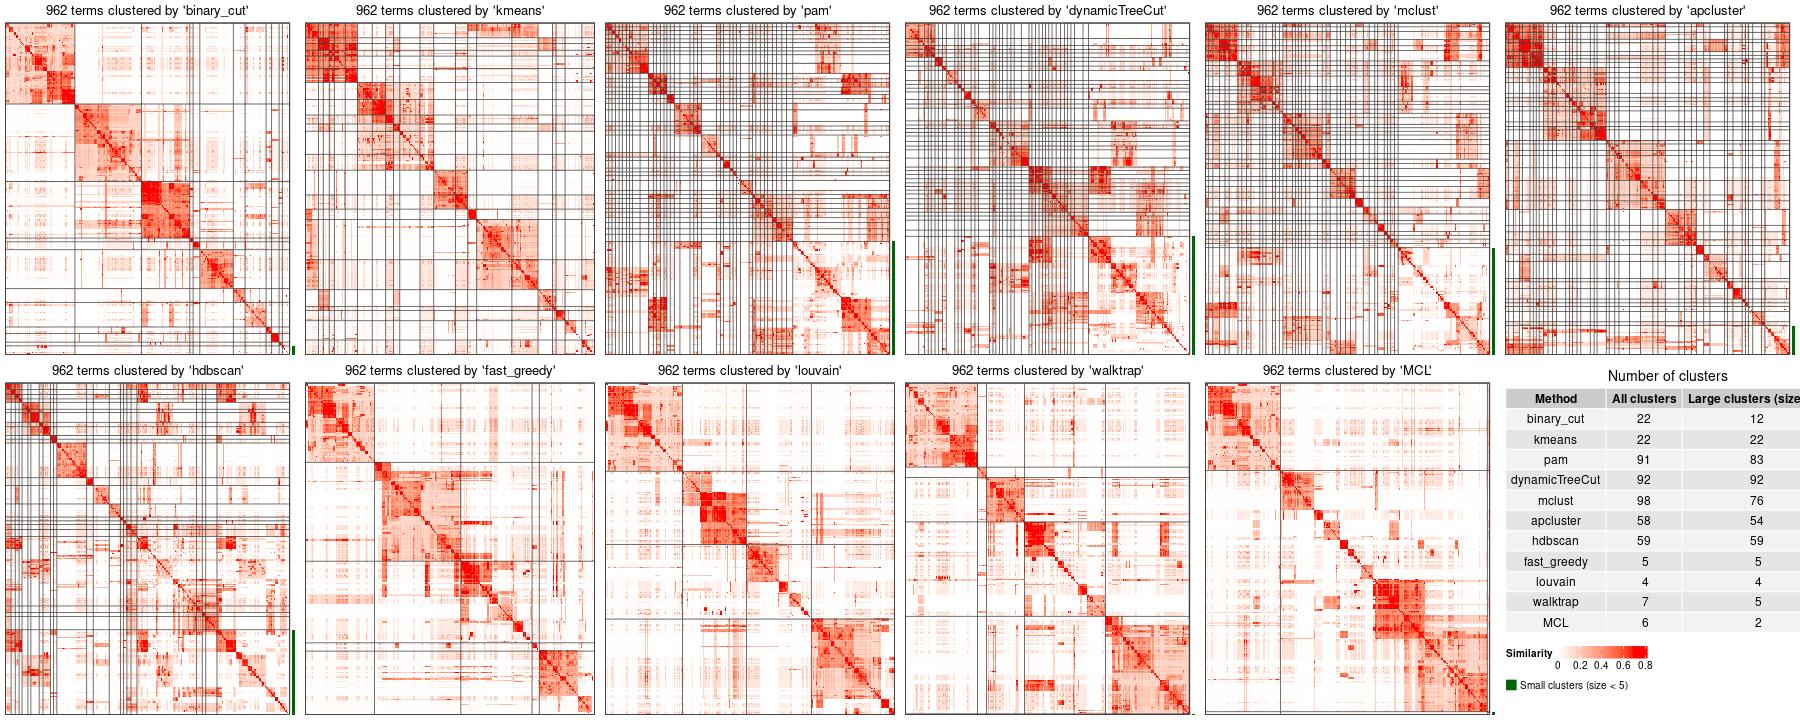 962 terms clustered by 'binary_cut'
962 terms clustered by 'kmeans'
962 terms clustered by 'pam'
962 terms clustered by 'dynamicTreeCut'
962 terms clustered by 'mclust'
962 terms clustered by 'apcluster'
962 terms clustered by 'hdbscan'
962 terms clustered by 'fast_greedy'
962 terms clustered by 'louvain'
962 terms clustered by 'walktrap'
962 terms clustered by 'MCL'
Number of clusters
Method All clusters Large clusters (size
binary_cut 22 12
kmeans 22 22
pam 91 83
dynamicTreeCut 92 92
mclust 98 76
apcluster 58 54
hdbscan 59 59
fast_greedy 5 5
louvain 4 4
walktrap 7 5
MCL 6 2
Similarity
0 0.2 0.4 0.6 0.8
Small clusters (size < 5)